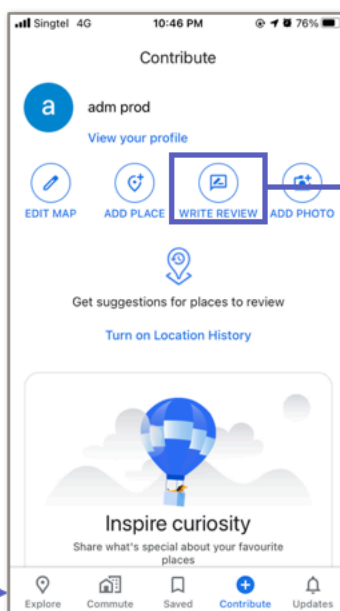 Singtel 4G 10:46 PM 76%
Contribute
a
adm prod
View your profile
EDIT MAP ADD PLACE WRITE REVIEW ADD PHOTO
Get suggestions for places to review
Turn on Location History
Inspire curiosity
Share what's special about your favourite
places
Explore Commute Saved Contribute Updates